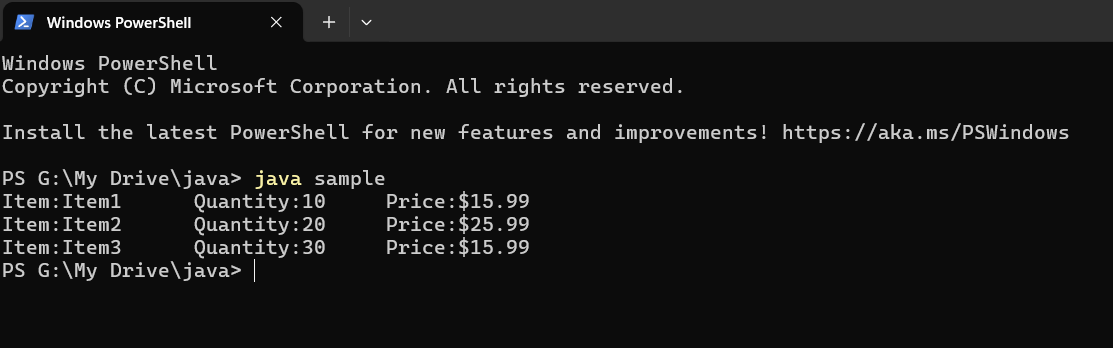 Windows PowerShell
Windows PowerShell
Copyright (C) Microsoft Corporation. All rights reserved.
Install the latest PowerShell for new features and improvements! https://aka.ms/PSWindows
PS G:\My Drive\java> java sample
Item:Item1      Quantity:10     Price:$15.99
Item:Item2      Quantity:20     Price:$25.99
Item:Item3      Quantity:30     Price:$15.99
PS G:\My Drive\java>